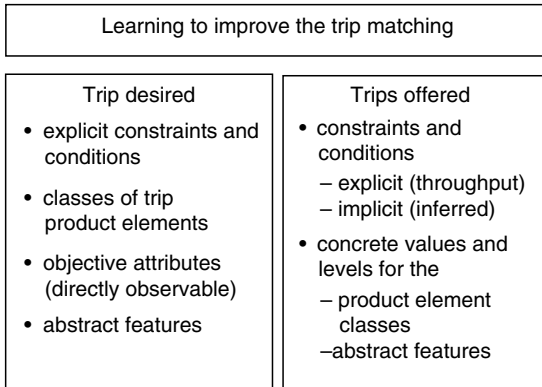 Learning to improve the trip matching
Trip desired
• explicit constraints and
conditions
• classes of trip
product elements
• objective attributes
(directly observable)
• abstract features
Trips offered
• constraints and
conditions
– explicit (throughput)
– implicit (inferred)
• concrete values and
levels for the
– product element
classes
–abstract features